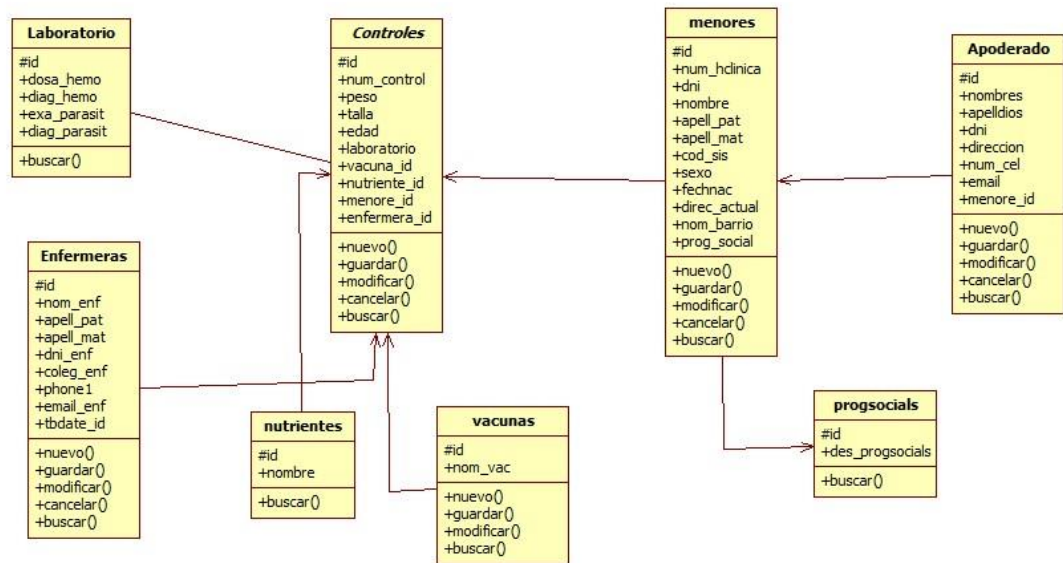 Laboratorio
#id
+dosa_hemo
+diag_hemo
+exa_parasit
+diag_parasit
+buscar()
Controles
#id
+num_control
+peso
+talla
+edad
+laboratorio
+vacuna_id
+nutriente_id
+menore_id
+enfermera_id
+nuevo()
+guardar()
+modificar()
+cancelar()
+buscar()
menores
#id
+num_hclinica
+dni
+nombre
+apell_pat
+apell_mat
+cod_sis
+sexo
+fechnac
+direc_actual
+nom_barrio
+prog_social
+nuevo()
+guardar()
+modificar()
+cancelar()
+buscar()
Apoderado
#id
+nombres
+apelldios
+dni
+direccion
+num_cel
+email
+menore_id
+nuevo()
+guardar()
+modificar()
+cancelar()
+buscar()
Enfermeras
#id
+nom_enf
+apell_pat
+apell_mat
+dni_enf
+coleg_enf
+phone1
+email_enf
+tbdate_id
+nuevo()
+guardar()
+modificar()
+cancelar()
+buscar()
nutrientes
#id
+nombre
+buscar()
vacunas
#id
+nom_vac
+nuevo()
+guardar()
+modificar()
+buscar()
progsocials
#id
+des_progsocials
+buscar()